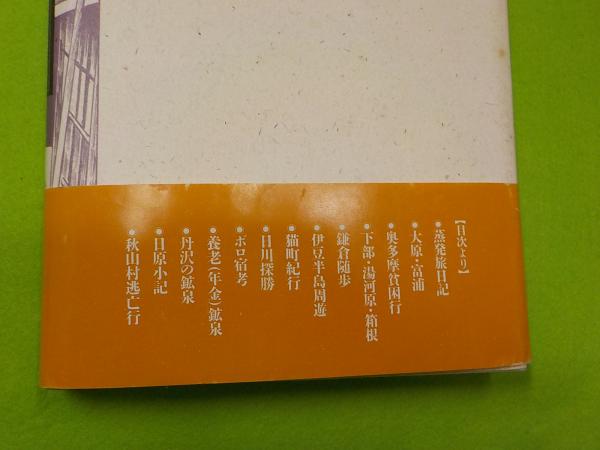 【目次より】
●蒸発旅日記
●大原・富浦
●奥多摩貧困行
●下部・湯河原・箱根
●鎌倉随歩
●伊豆半島周遊
●猫町紀行
●日川探勝
●ボロ宿考
●養老(年金)鉱泉
●丹沢の鉱泉
●日原小記
●秋山村逃亡行